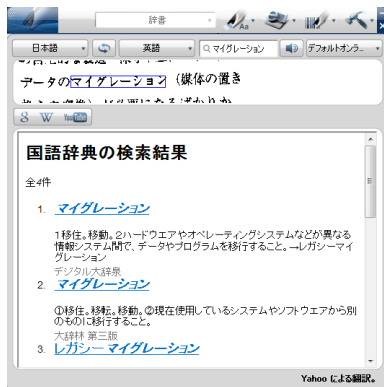 辞書
日本語
英語
マイグレーション
デフォルトオンラ...
データのマイグレーション (媒体の置き
8 W YouTube
国語辞典の検索結果
全4件
1. マイグレーション
1移住。移動。2ハードウエアやオペレーティングシステムなどが異なる
情報システム間で、データやプログラムを移行すること。→レガシーマイ
グレーション
デジタル大辞泉
2. マイグレーション
①移住。移転。移動。②現在使用しているシステムやソフトウエアから別
のものに移行すること。
大辞林 第三版
3. レガシーマイグレーション
Yahoo による翻訳。